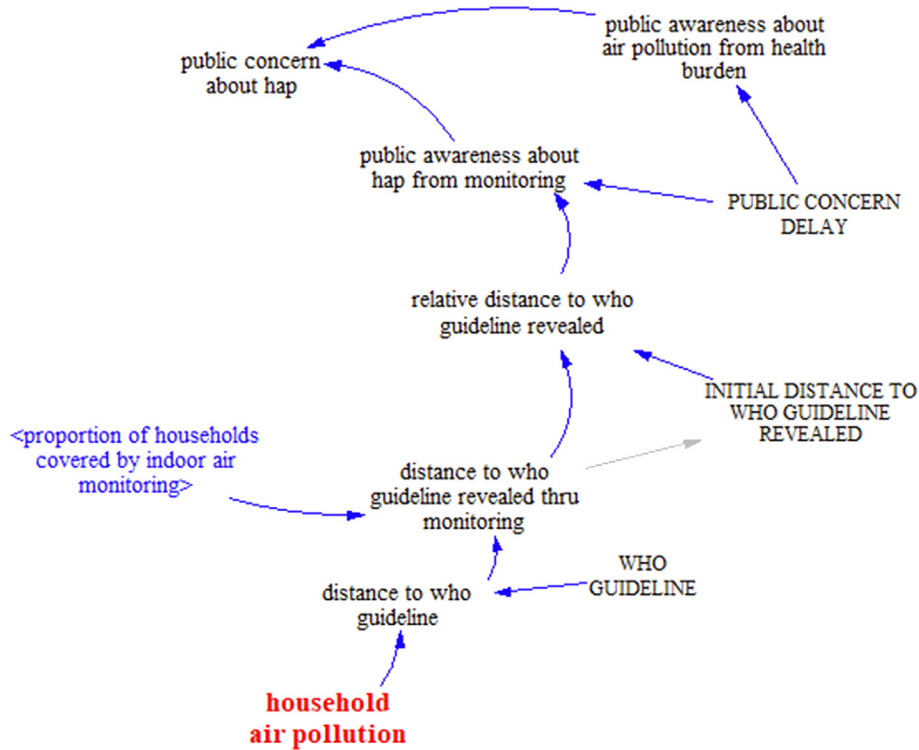 public awareness about
air pollution from health
burden
public concern
about hap
public awareness about
hap from monitoring
PUBLIC CONCERN
DELAY
relative distance to who
guideline revealed
INITIAL DISTANCE TO
WHO GUIDELINE
REVEALED
<proportion of households
covered by indoor air
monitoring>
distance to who
guideline revealed thru
monitoring
WHO
GUIDELINE
distance to who
guideline
household
air pollution